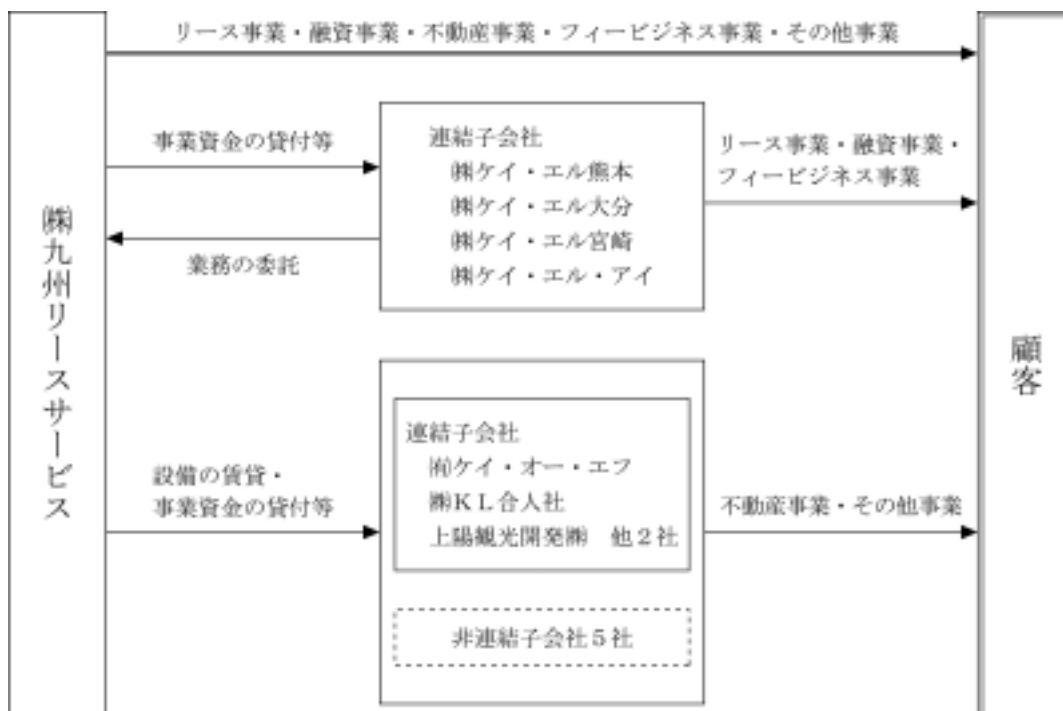 リース事業・融資事業・不動産事業・フィービジネス事業・その他事業
㈱九州リースサービス
事業資金の貸付等
業務の委託
連結子会社
㈱ケイ・エル熊本
㈱ケイ・エル大分
㈱ケイ・エル宮崎
㈱ケイ・エル・アイ
リース事業・融資事業・
フィービジネス事業
顧客
設備の賃貸・
事業資金の貸付等
連結子会社
㈲ケイ・オー・エフ
㈱ＫＬ合人社
上陽観光開発㈱　他２社
非連結子会社５社
不動産事業・その他事業